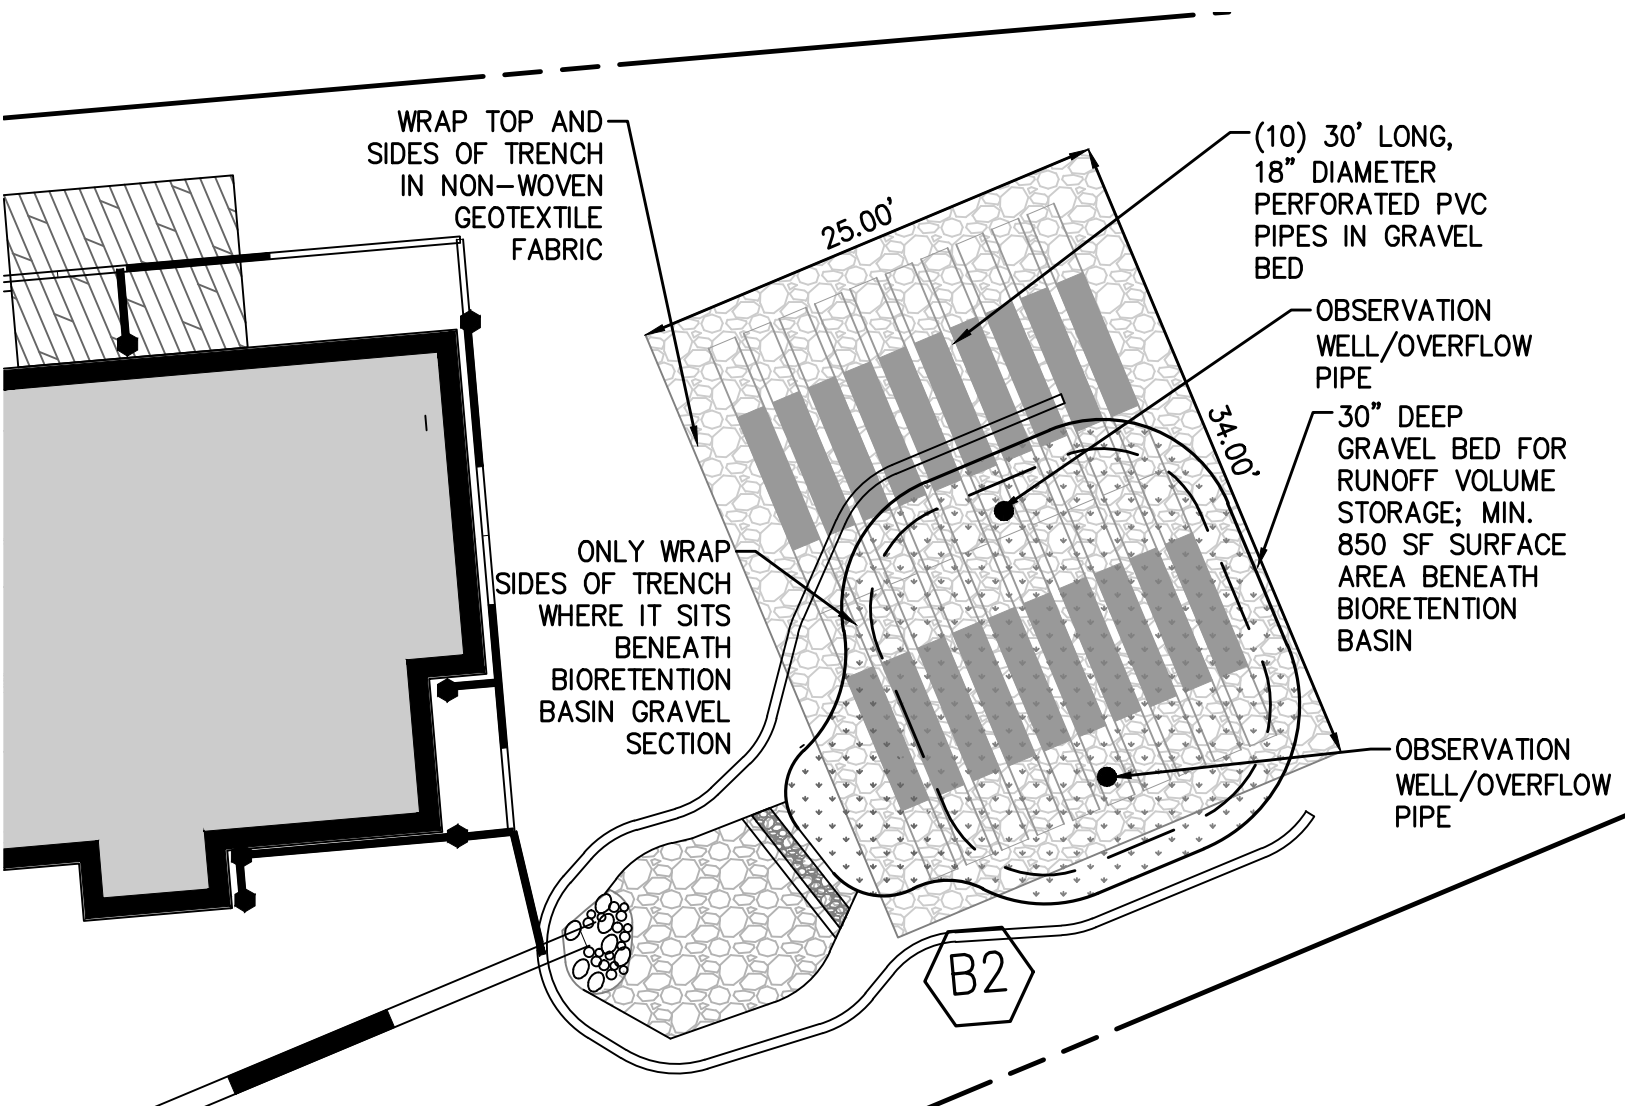 WRAP TOP AND
SIDES OF TRENCH
IN NON-WOVEN
GEOTEXTILE
FABRIC
25.00'
(10) 30' LONG,
18" DIAMETER
PERFORATED PVC
PIPES IN GRAVEL
BED
OBSERVATION
WELL/OVERFLOW
PIPE
34.00'
30" DEEP
GRAVEL BED FOR
RUNOFF VOLUME
STORAGE; MIN.
850 SF SURFACE
AREA BENEATH
BIORETENTION
BASIN
ONLY WRAP
SIDES OF TRENCH
WHERE IT SITS
BENEATH
BIORETENTION
BASIN GRAVEL
SECTION
OBSERVATION
WELL/OVERFLOW
PIPE
B2